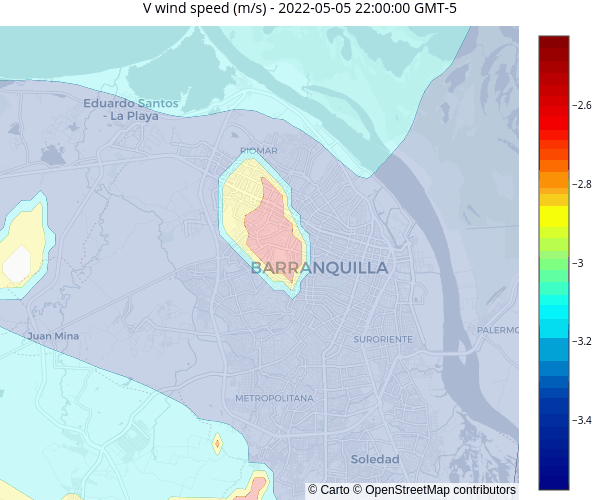 V wind speed (m/s) - 2022-05-05 22:00:00 GMT-5
Eduardo Santos
- La Playa
RIOMAR
BARRANQUILLA
Juan Mina
SURORIENTE
PALERMO
METROPOLITANA
Soledad
−2.6
−2.8
−3
−3.2
−3.4
© Carto © OpenStreetMap contributors